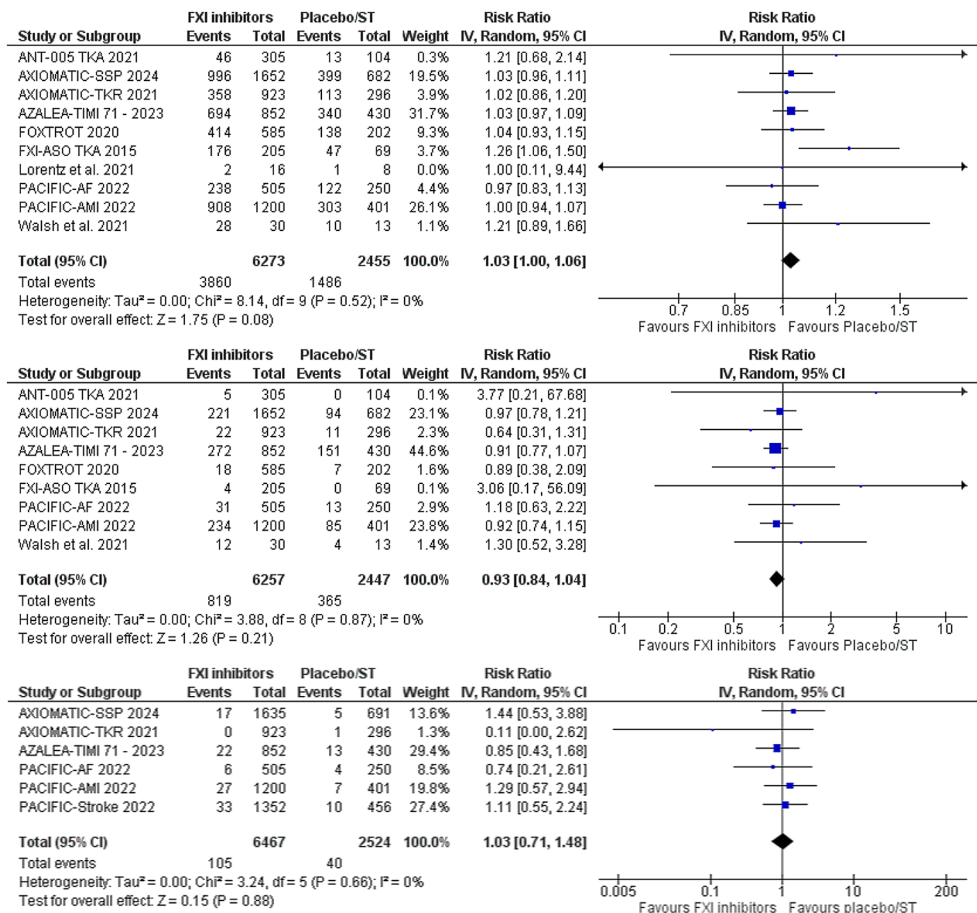 FXI inhibitors Placebo/ST Risk Ratio Risk Ratio
Study or Subgroup Events Total Events Total Weight IV, Random, 95% CI IV, Random, 95% CI
ANT-005 TKA 2021 46 305 13 104 0.3% 1.21 [0.68, 2.14]
AXIOMATIC-SSP 2024 996 1652 399 682 19.5% 1.03 [0.96, 1.11]
AXIOMATIC-TKR 2021 358 923 113 296 3.9% 1.02 [0.86, 1.20]
AZALEA-TIMI 71 - 2023 694 852 340 430 31.7% 1.03 [0.97, 1.09]
FOXTROT 2020 414 585 138 202 9.3% 1.04 [0.93, 1.15]
FXI-ASO TKA 2015 176 205 47 69 3.7% 1.26 [1.06, 1.50]
Lorentz et al. 2021 2 16 1 8 0.0% 1.00 [0.11, 9.44]
PACIFIC-AF 2022 238 505 122 250 4.4% 0.97 [0.83, 1.13]
PACIFIC-AMI 2022 908 1200 303 401 26.1% 1.00 [0.94, 1.07]
Walsh et al. 2021 28 30 10 13 1.1% 1.21 [0.89, 1.66]
Total (95% CI) 6273 2455 100.0% 1.03 [1.00, 1.06]
Total events 3860 1486
Heterogeneity: Tau² = 0.00; Chi² = 8.14, df = 9 (P = 0.52); I² = 0%
Test for overall effect: Z = 1.75 (P = 0.08)
0.7 0.85 1 1.2 1.5
Favours FXI inhibitors Favours Placebo/ST
FXI inhibitors Placebo/ST Risk Ratio Risk Ratio
Study or Subgroup Events Total Events Total Weight IV, Random, 95% CI IV, Random, 95% CI
ANT-005 TKA 2021 5 305 0 104 0.1% 3.77 [0.21, 67.68]
AXIOMATIC-SSP 2024 221 1652 94 682 23.1% 0.97 [0.78, 1.21]
AXIOMATIC-TKR 2021 22 923 11 296 2.3% 0.64 [0.31, 1.31]
AZALEA-TIMI 71 - 2023 272 852 151 430 44.6% 0.91 [0.77, 1.07]
FOXTROT 2020 18 585 7 202 1.6% 0.89 [0.38, 2.09]
FXI-ASO TKA 2015 4 205 0 69 0.1% 3.06 [0.17, 56.09]
PACIFIC-AF 2022 31 505 13 250 2.9% 1.18 [0.63, 2.22]
PACIFIC-AMI 2022 234 1200 85 401 23.8% 0.92 [0.74, 1.15]
Walsh et al. 2021 12 30 4 13 1.4% 1.30 [0.52, 3.28]
Total (95% CI) 6257 2447 100.0% 0.93 [0.84, 1.04]
Total events 819 365
Heterogeneity: Tau² = 0.00; Chi² = 3.88, df = 8 (P = 0.87); I² = 0%
Test for overall effect: Z = 1.26 (P = 0.21)
0.1 0.2 0.5 1 2 5 10
Favours FXI inhibitors Favours Placebo/ST
FXI inhibitors Placebo/ST Risk Ratio Risk Ratio
Study or Subgroup Events Total Events Total Weight IV, Random, 95% CI IV, Random, 95% CI
AXIOMATIC-SSP 2024 17 1635 5 691 13.6% 1.44 [0.53, 3.88]
AXIOMATIC-TKR 2021 0 923 1 296 1.3% 0.11 [0.00, 2.62]
AZALEA-TIMI 71 - 2023 22 852 13 430 29.4% 0.85 [0.43, 1.68]
PACIFIC-AF 2022 6 505 4 250 8.5% 0.74 [0.21, 2.61]
PACIFIC-AMI 2022 27 1200 7 401 19.8% 1.29 [0.57, 2.94]
PACIFIC-Stroke 2022 33 1352 10 456 27.4% 1.11 [0.55, 2.24]
Total (95% CI) 6467 2524 100.0% 1.03 [0.71, 1.48]
Total events 105 40
Heterogeneity: Tau² = 0.00; Chi² = 3.24, df = 5 (P = 0.66); I² = 0%
Test for overall effect: Z = 0.15 (P = 0.88)
0.005 0.1 1 10 200
Favours FXI inhibitors Favours placebo/ST